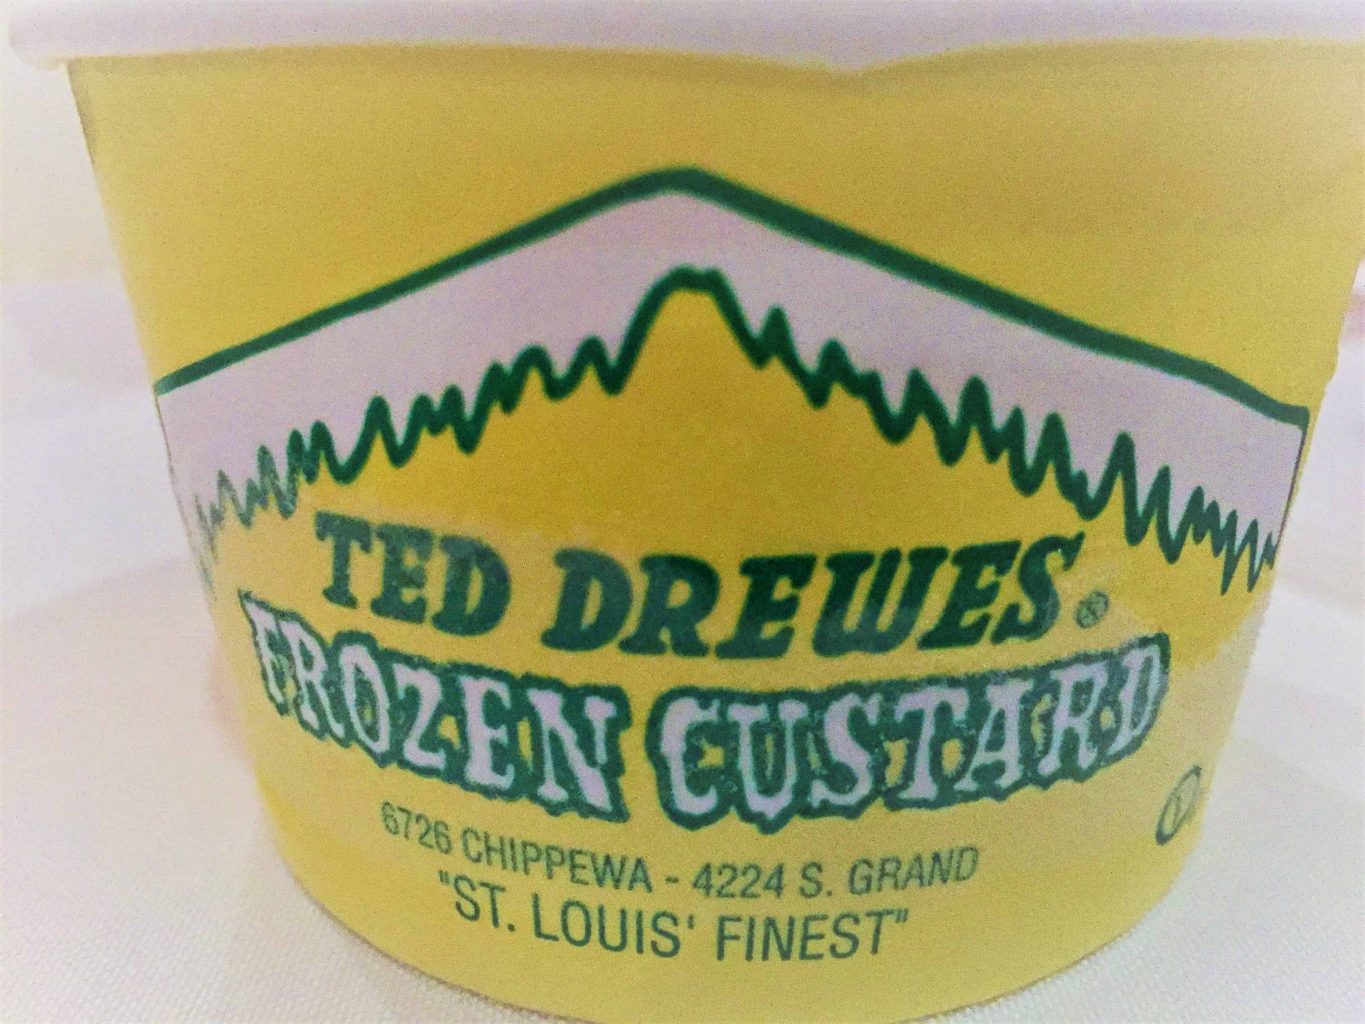 TED DREWES®
FROZEN CUSTARD
6726 CHIPPEWA - 4224 S. GRAND
"ST. LOUIS' FINEST"